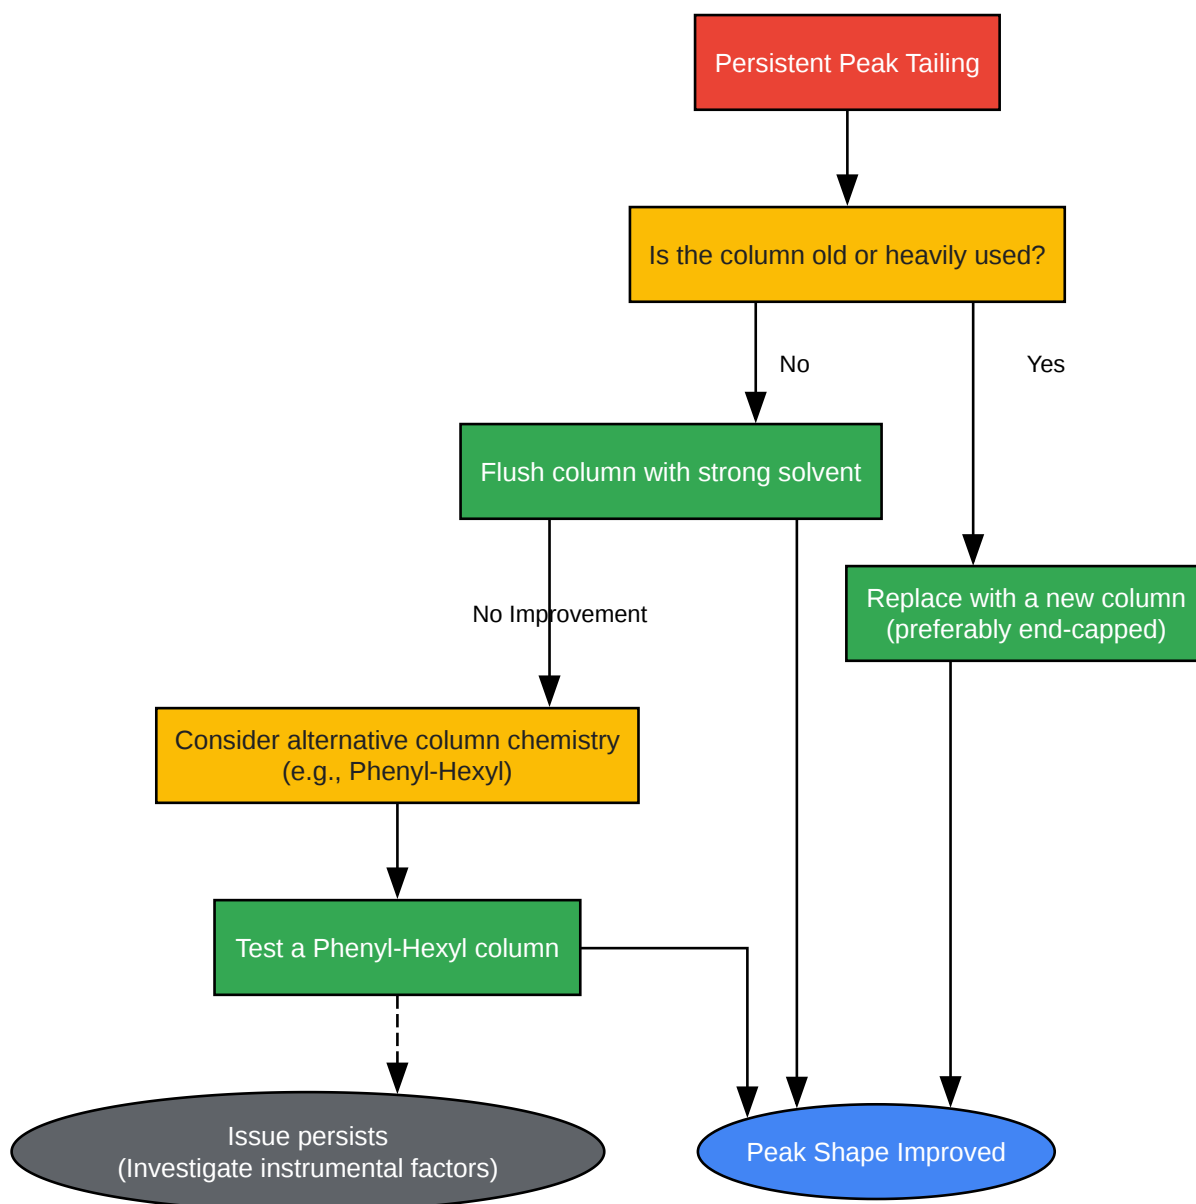 Persistent Peak Tailing
Is the column old or heavily used?
No
Yes
Flush column with strong solvent
Replace with a new column
(preferably end-capped)
No Improvement
Consider alternative column chemistry
(e.g., Phenyl-Hexyl)
Test a Phenyl-Hexyl column
Issue persists
(Investigate instrumental factors)
Peak Shape Improved